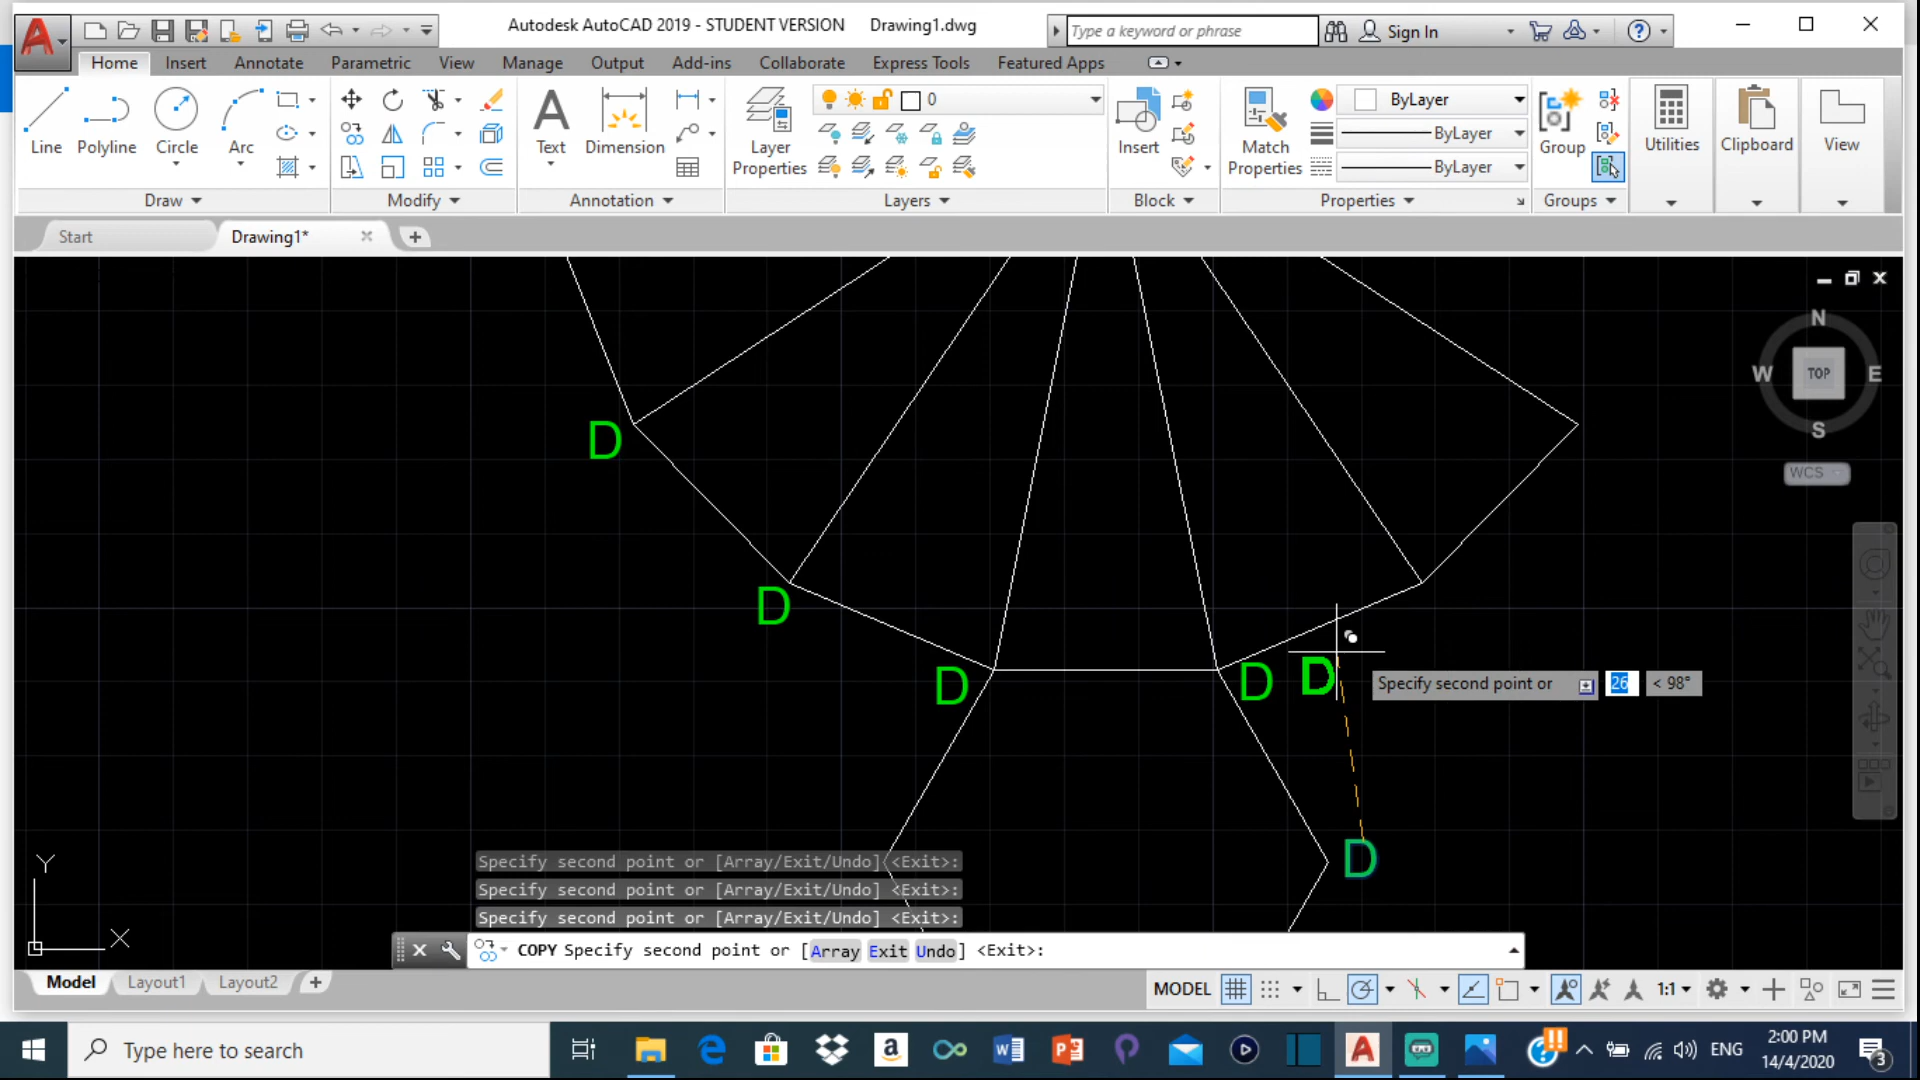 Autodesk AutoCAD 2019 - STUDENT VERSION Drawing1.dwg
Type a keyword or phrase
Sign In
Home Insert Annotate Parametric View Manage Output Add-ins Collaborate Express Tools Featured Apps
0
ByLayer
Line Polyline Circle Arc
Text Dimension
Layer Properties
Insert
Match Properties
ByLayer
ByLayer
Group
Utilities Clipboard View
Draw Modify Annotation Layers Block Properties Groups
Start Drawing1*
N
W TOP E
S
WCS
D
D
D
D
D
Specify second point or 26 < 98°
D
Y
X
Specify second point or [Array/Exit/Undo] <Exit>:
Specify second point or [Array/Exit/Undo] <Exit>:
Specify second point or [Array/Exit/Undo] <Exit>:
COPY Specify second point or [Array Exit Undo] <Exit>:
Model Layout1 Layout2 +
MODEL 1:1
Type here to search
ENG
2:00 PM
14/4/2020
3